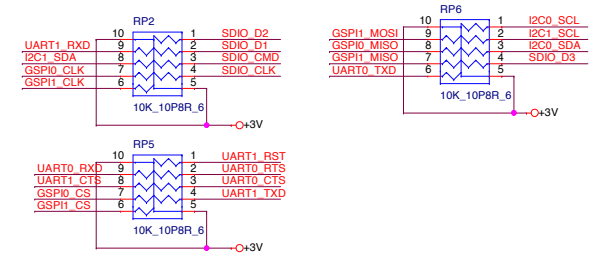 RP2
10 1 SDIO_D2
UART1_RXD 9 2 SDIO_D1
I2C1_SDA 8 3 SDIO_CMD
GSPI0_CLK 7 4 SDIO_CLK
GSPI1_CLK 6 5
10K_10P8R_6
+3V
RP6
10 1 I2C0_SCL
GSPI1_MOSI 9 2 I2C1_SCL
GSPI0_MISO 8 3 I2C0_SDA
GSPI1_MISO 7 4 SDIO_D3
UART0_TXD 6 5
10K_10P8R_6
+3V
RP5
10 1 UART1_RST
UART0_RXD 9 2 UART0_RTS
UART1_CTS 8 3 UART0_CTS
GSPI0_CS 7 4 UART1_TXD
GSPI1_CS 6 5
10K_10P8R_6
+3V